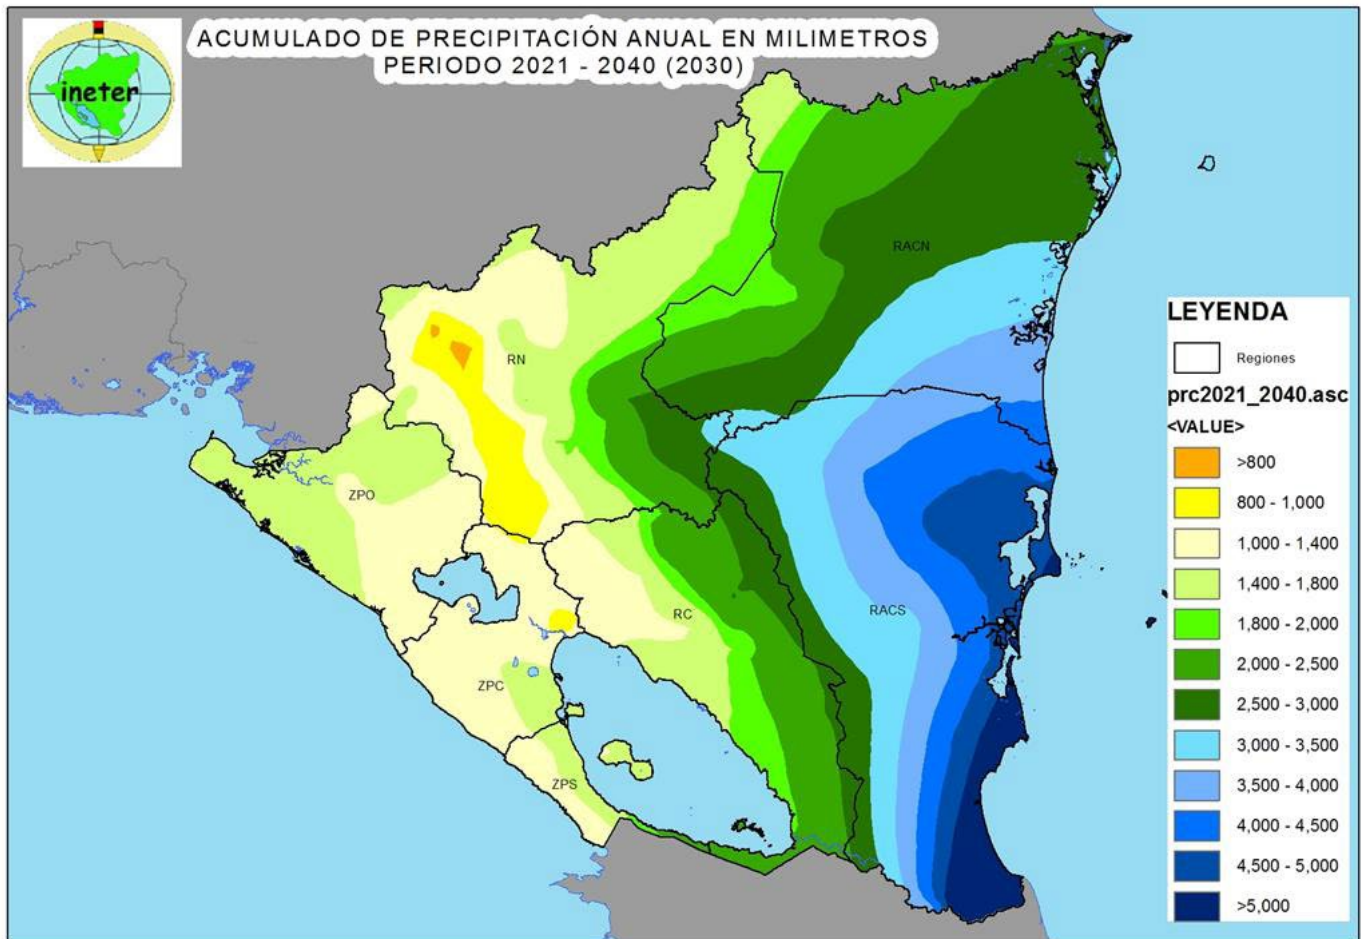 ineter
ACUMULADO DE PRECIPITACIÓN ANUAL EN MILIMETROS
PERIODO 2021 - 2040 (2030)
RACN
RN
ZPO
RC
RACS
ZPC
ZPS
LEYENDA
Regiones
prc2021_2040.asc
<VALUE>
>800
800 - 1,000
1,000 - 1,400
1,400 - 1,800
1,800 - 2,000
2,000 - 2,500
2,500 - 3,000
3,000 - 3,500
3,500 - 4,000
4,000 - 4,500
4,500 - 5,000
>5,000